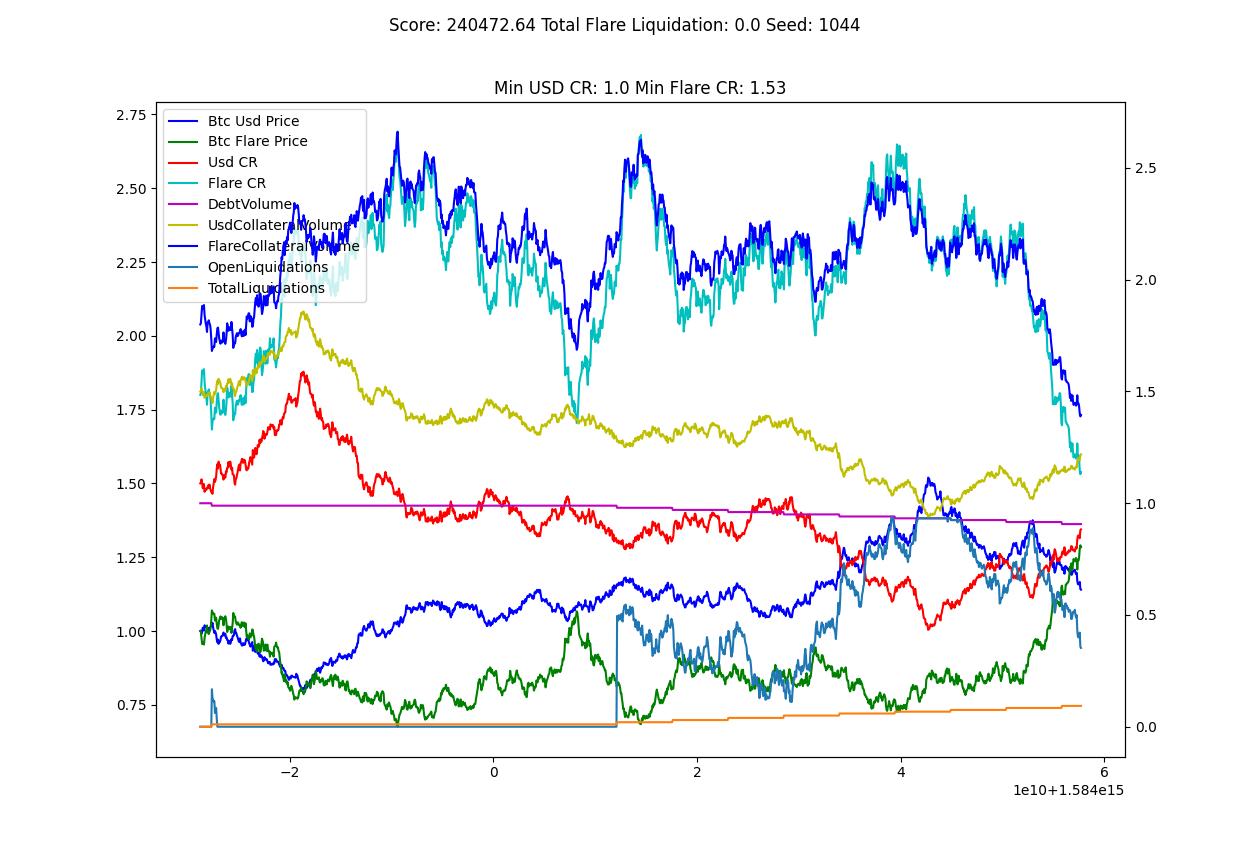 Score: 240472.64 Total Flare Liquidation: 0.0 Seed: 1044
Min USD CR: 1.0 Min Flare CR: 1.53
Btc Usd Price
Btc Flare Price
Usd CR
Flare CR
DebtVolume
UsdCollateralVolume
FlareCollateralVolume
OpenLiquidations
TotalLiquidations
2.75
2.50
2.25
2.00
1.75
1.50
1.25
1.00
0.75
2.5
2.0
1.5
1.0
0.5
0.0
−2
0
2
4
6
1e10+1.584e15